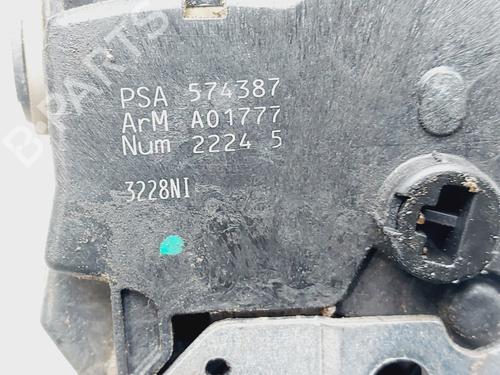 B-PARTS
PSA 574387
ArM A01777
Num 2224 5
3228NI